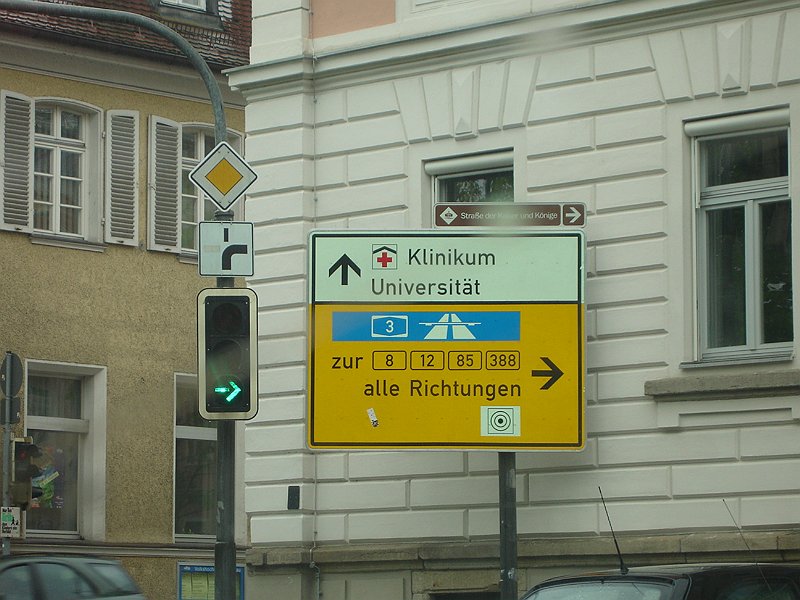 Straße der Kaiser und Könige
Klinikum
Universität
3
zur 8 12 85 388
alle Richtungen